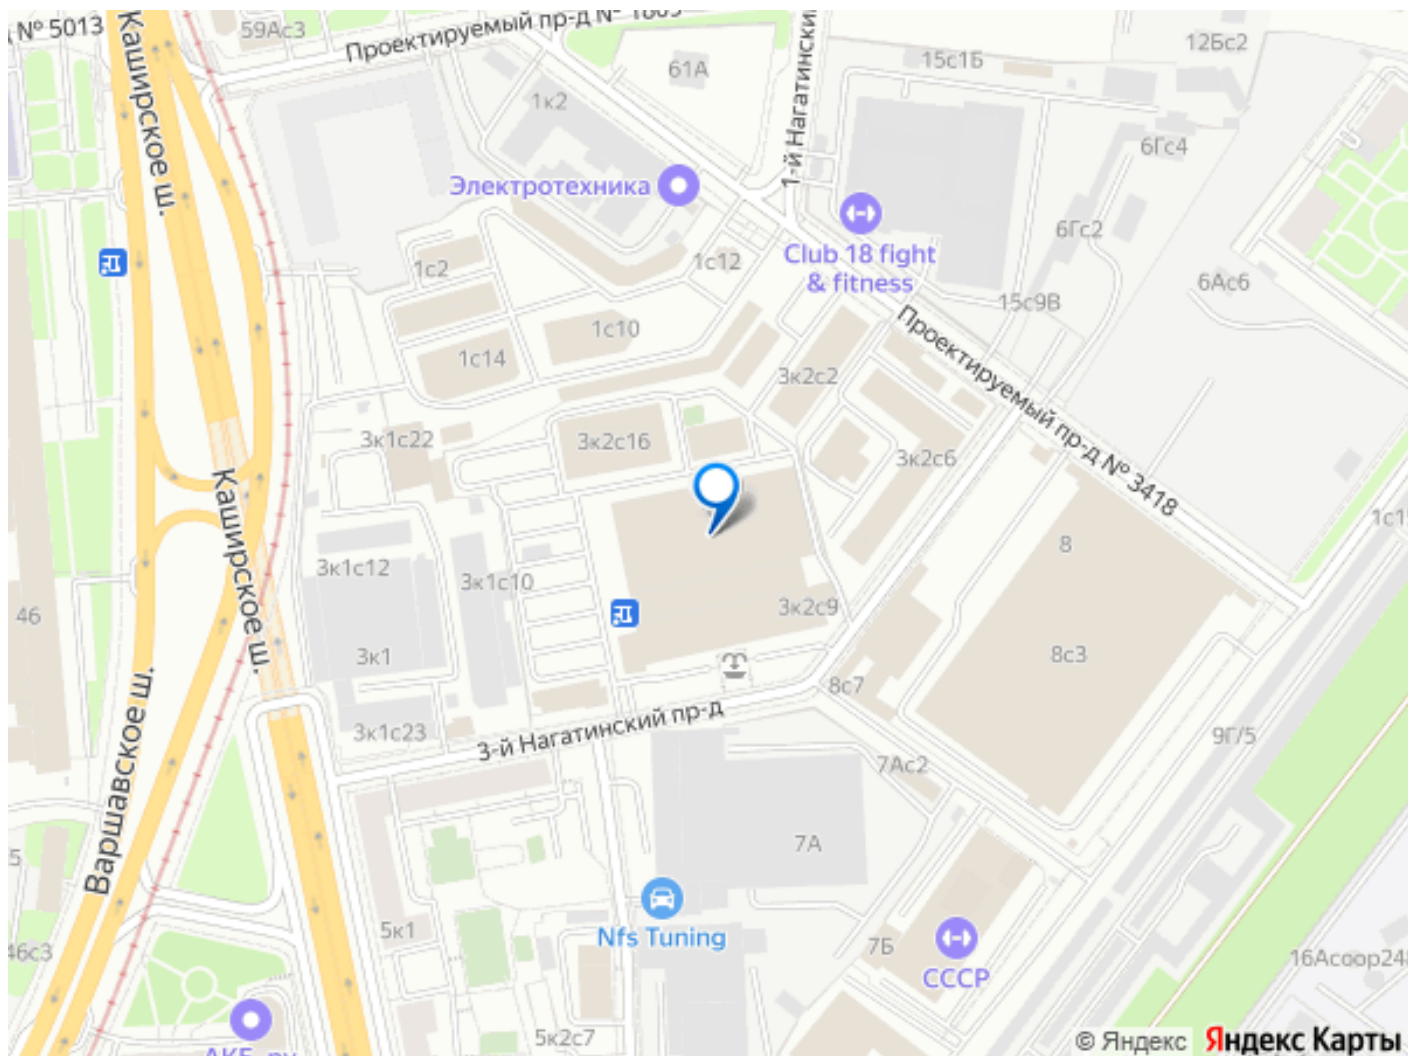 № 5013
59Ас3
Проектируемый пр-д №
Каширское ш.
61А
1-й Нагатинский
15с1Б
12Бс2
1к2
6Гс4
Электротехника
Club 18 fight
& fitness
6Гс2
1с2
1с12
6Ас6
15с9В
1с10
1с14
3к2с2
Проектируемый пр-д № 3418
3к1с22
3к2с16
3к2с6
Каширское ш.
8
3к1с12
3к1с10
3к2с9
46
3к1
8с3
8с7
Варшавское ш.
3к1с23
3-й Нагатинский пр-д
9Г/5
7Ас2
7А
5к1
Nfs Tuning
7Б
46с3
СССР
16Асоор248
5к2с7
© Яндекс Яндекс Карты